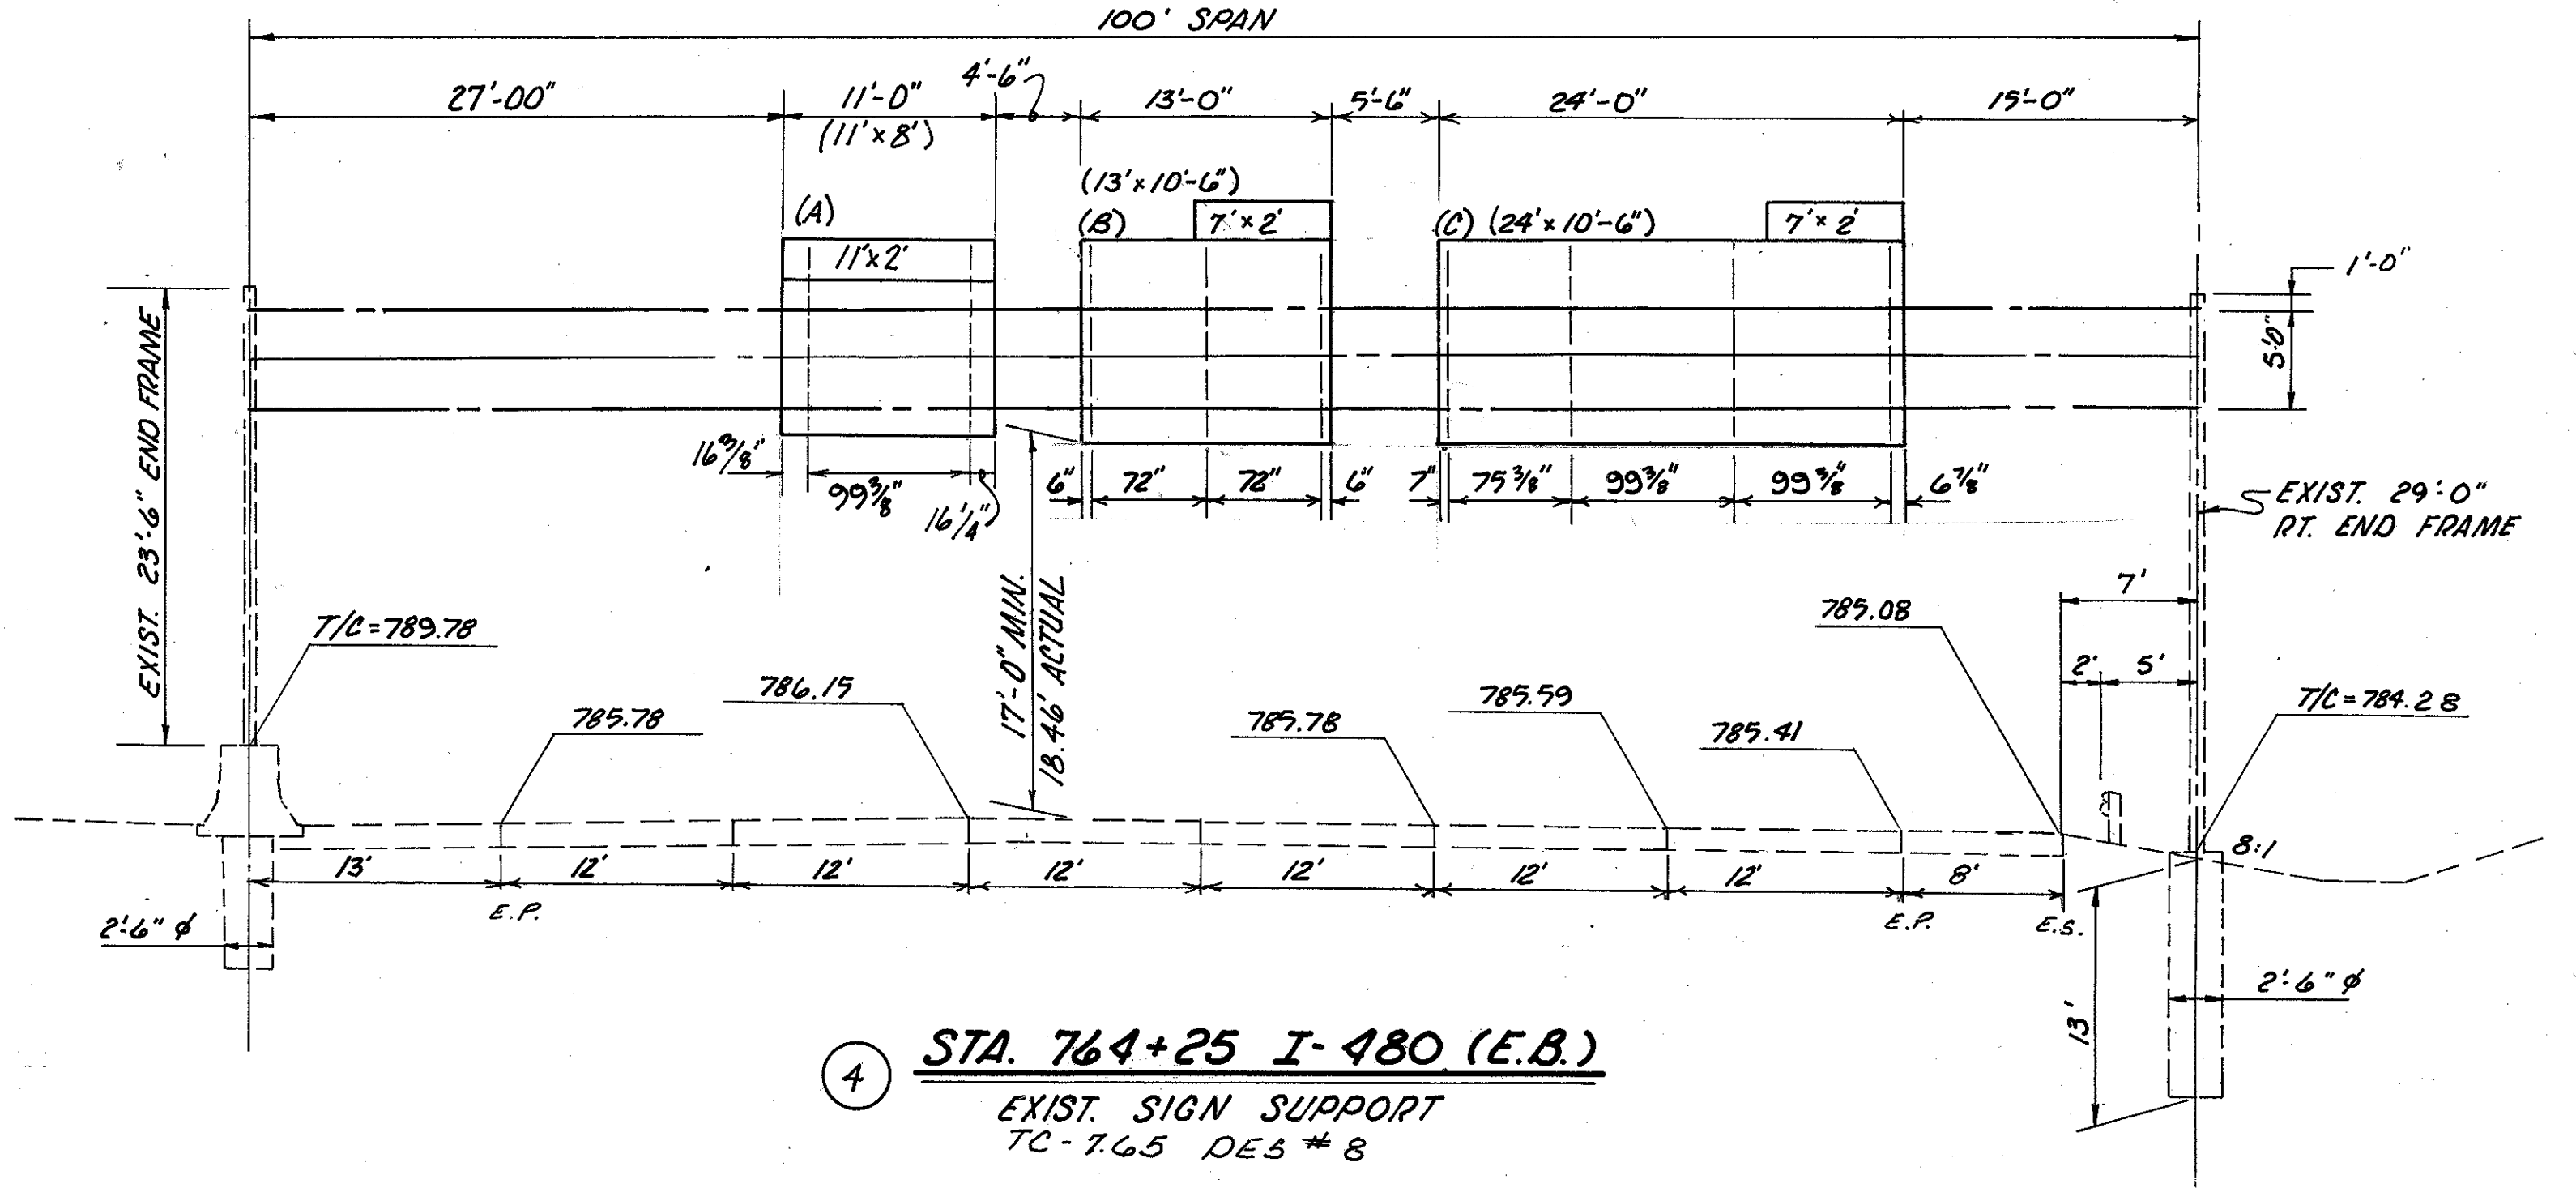 100' SPAN
27'-00"
11'-0"
(11'x8')
4'-6"
13'-0"
5'-6"
24'-0"
15'-0"
(13'x10'-6")
(A)
(B)
7'x2'
(C) (24'x10'-6")
7'x2'
11'x2'
1'-0"
5'-0"
EXIST. 23'-6" END FRAME
16 3/8"
99 3/8"
16 1/4"
6"
72"
72"
6"
7"
75 3/8"
99 3/8"
99 3/8"
6 7/8"
EXIST. 29'-0"
RT. END FRAME
17'-0" MIN.
18.46' ACTUAL
7'
2'
5'
T/C=789.78
785.78
786.15
785.78
785.59
785.41
785.08
T/C=784.28
13'
12'
12'
12'
12'
12'
12'
8'
8:1
E.P.
E.P.
E.S.
2'-6" ϕ
2'-6" ϕ
13'
4
STA. 764+25 I-480 (E.B.)
EXIST. SIGN SUPPORT
TC-7.65 DES # 8